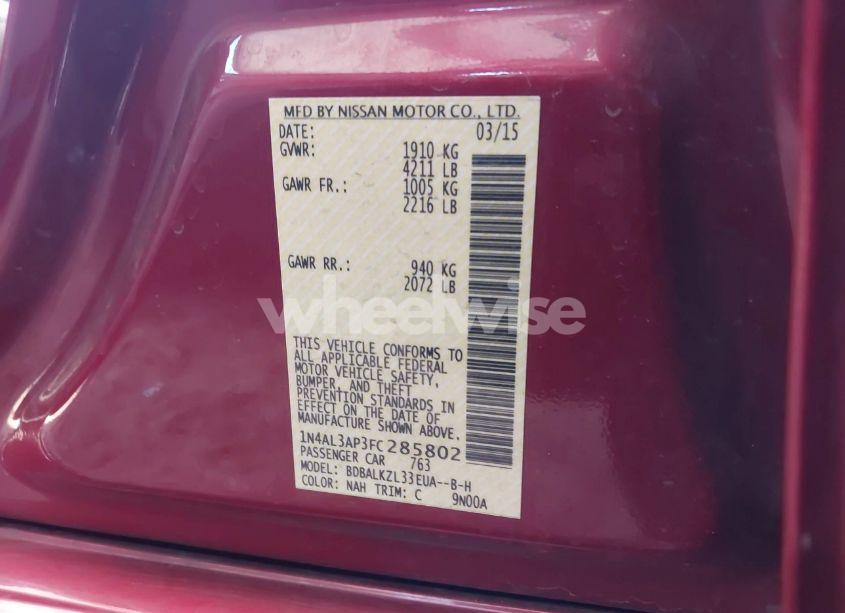 MFD BY NISSAN MOTOR CO., LTD.
DATE: 03/15
GVWR: 1910 KG
4211 LB
GAWR FR.: 1005 KG
2216 LB
GAWR RR.: 940 KG
2072 LB
wheelwise
THIS VEHICLE CONFORMS TO
ALL APPLICABLE FEDERAL
MOTOR VEHICLE SAFETY,
BUMPER, AND THEFT
PREVENTION STANDARDS IN
EFFECT ON THE DATE OF
MANUFACTURE SHOWN ABOVE.
1N4AL3AP3FC285802
PASSENGER CAR 763
MODEL: BDBALKZL33EUA--B-H
COLOR: NAH TRIM: C 9N00A